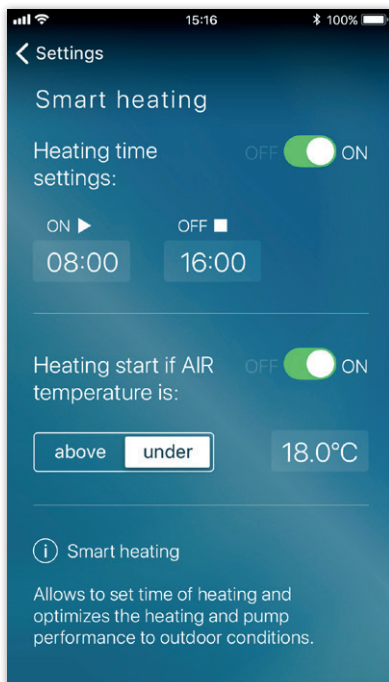 15:16 100%
Settings
Smart heating
Heating time OFF ON
settings:
ON OFF
08:00 16:00
Heating start if AIR OFF ON
temperature is:
above under 18.0°C
i Smart heating
Allows to set time of heating and
optimizes the heating and pump
performance to outdoor conditions.